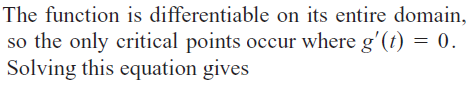 The function is differentiable on its entire domain,
so the only critical points occur where g′(t) = 0.
Solving this equation gives